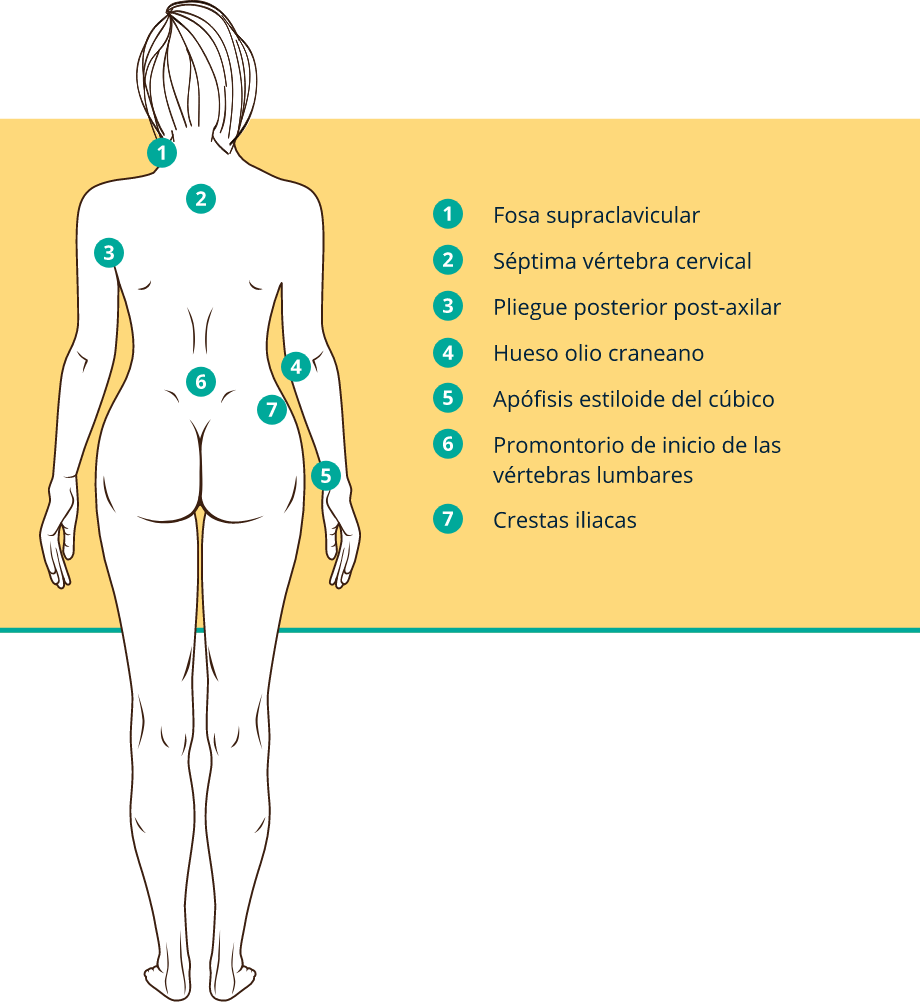 1
2
3
4
6
7
5
1 Fosa supraclavicular
2 Séptima vértebra cervical
3 Pliegue posterior post-axilar
4 Hueso olio craneano
5 Apófisis estiloide del cúbico
6 Promontorio de inicio de las
vértebras lumbares
7 Crestas iliacas